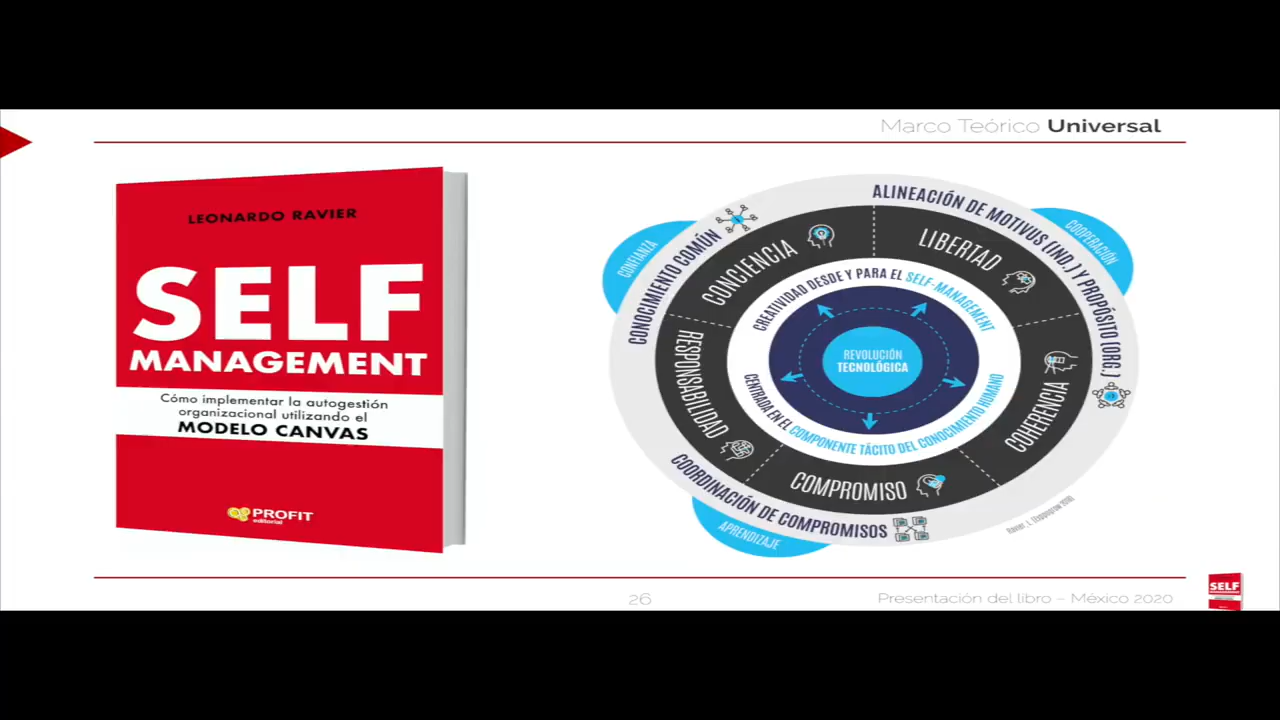 Marco Teórico Universal
LEONARDO RAVIER
SELF
MANAGEMENT
Cómo implementar la autogestión
organizacional utilizando el
MODELO CANVAS
PROFIT
editorial
CONFIANZA
COOPERACIÓN
APRENDIZAJE
CONOCIMIENTO COMÚN
ALINEACIÓN DE MOTIVUS (IND.) Y PROPÓSITO (ORG.)
COORDINACIÓN DE COMPROMISOS
CONCIENCIA
LIBERTAD
COHERENCIA
COMPROMISO
RESPONSABILIDAD
CREATIVIDAD DESDE Y PARA EL SELF-MANAGEMENT
CENTRADA EN EL COMPONENTE TÁCITO DEL CONOCIMIENTO HUMANO
REVOLUCIÓN
TECNOLÓGICA
26
Presentación del libro – México 2020
SELF